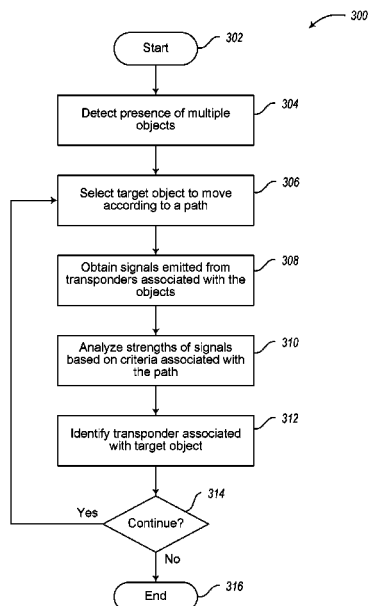 300
Start
302
Detect presence of multiple
objects
304
Select target object to move
according to a path
306
Obtain signals emitted from
transponders associated with the
objects
308
Analyze strengths of signals
based on criteria associated with
the path
310
Identify transponder associated
with target object
312
Continue?
314
Yes
No
End
316